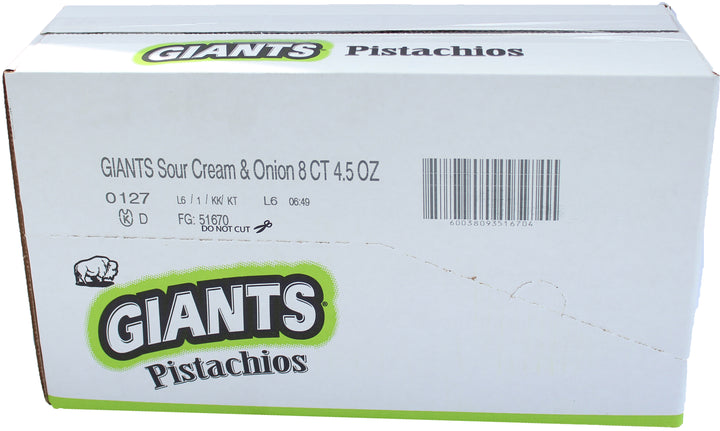 GIANTS Pistachios
GIANTS Sour Cream & Onion 8 CT 4.5 OZ
0127 L6 / 1 / KK/ KT L6 06:49
K D FG: 51670
DO NOT CUT
60038093516704
GIANTS
Pistachios